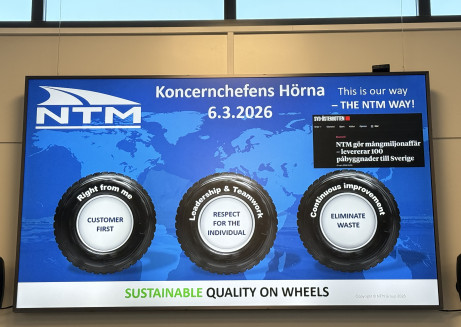 NTM
Koncernchefens Hörna
6.3.2026
This is our way
– THE NTM WAY!
SYD-ÖSTERBOTTEN
NTM gör mångmiljonaffär
– levererar 100
påbyggnader till Sverige
Right from me
CUSTOMER
FIRST
Leadership & Teamwork
RESPECT
FOR THE
INDIVIDUAL
Continuous improvement
ELIMINATE
WASTE
SUSTAINABLE QUALITY ON WHEELS